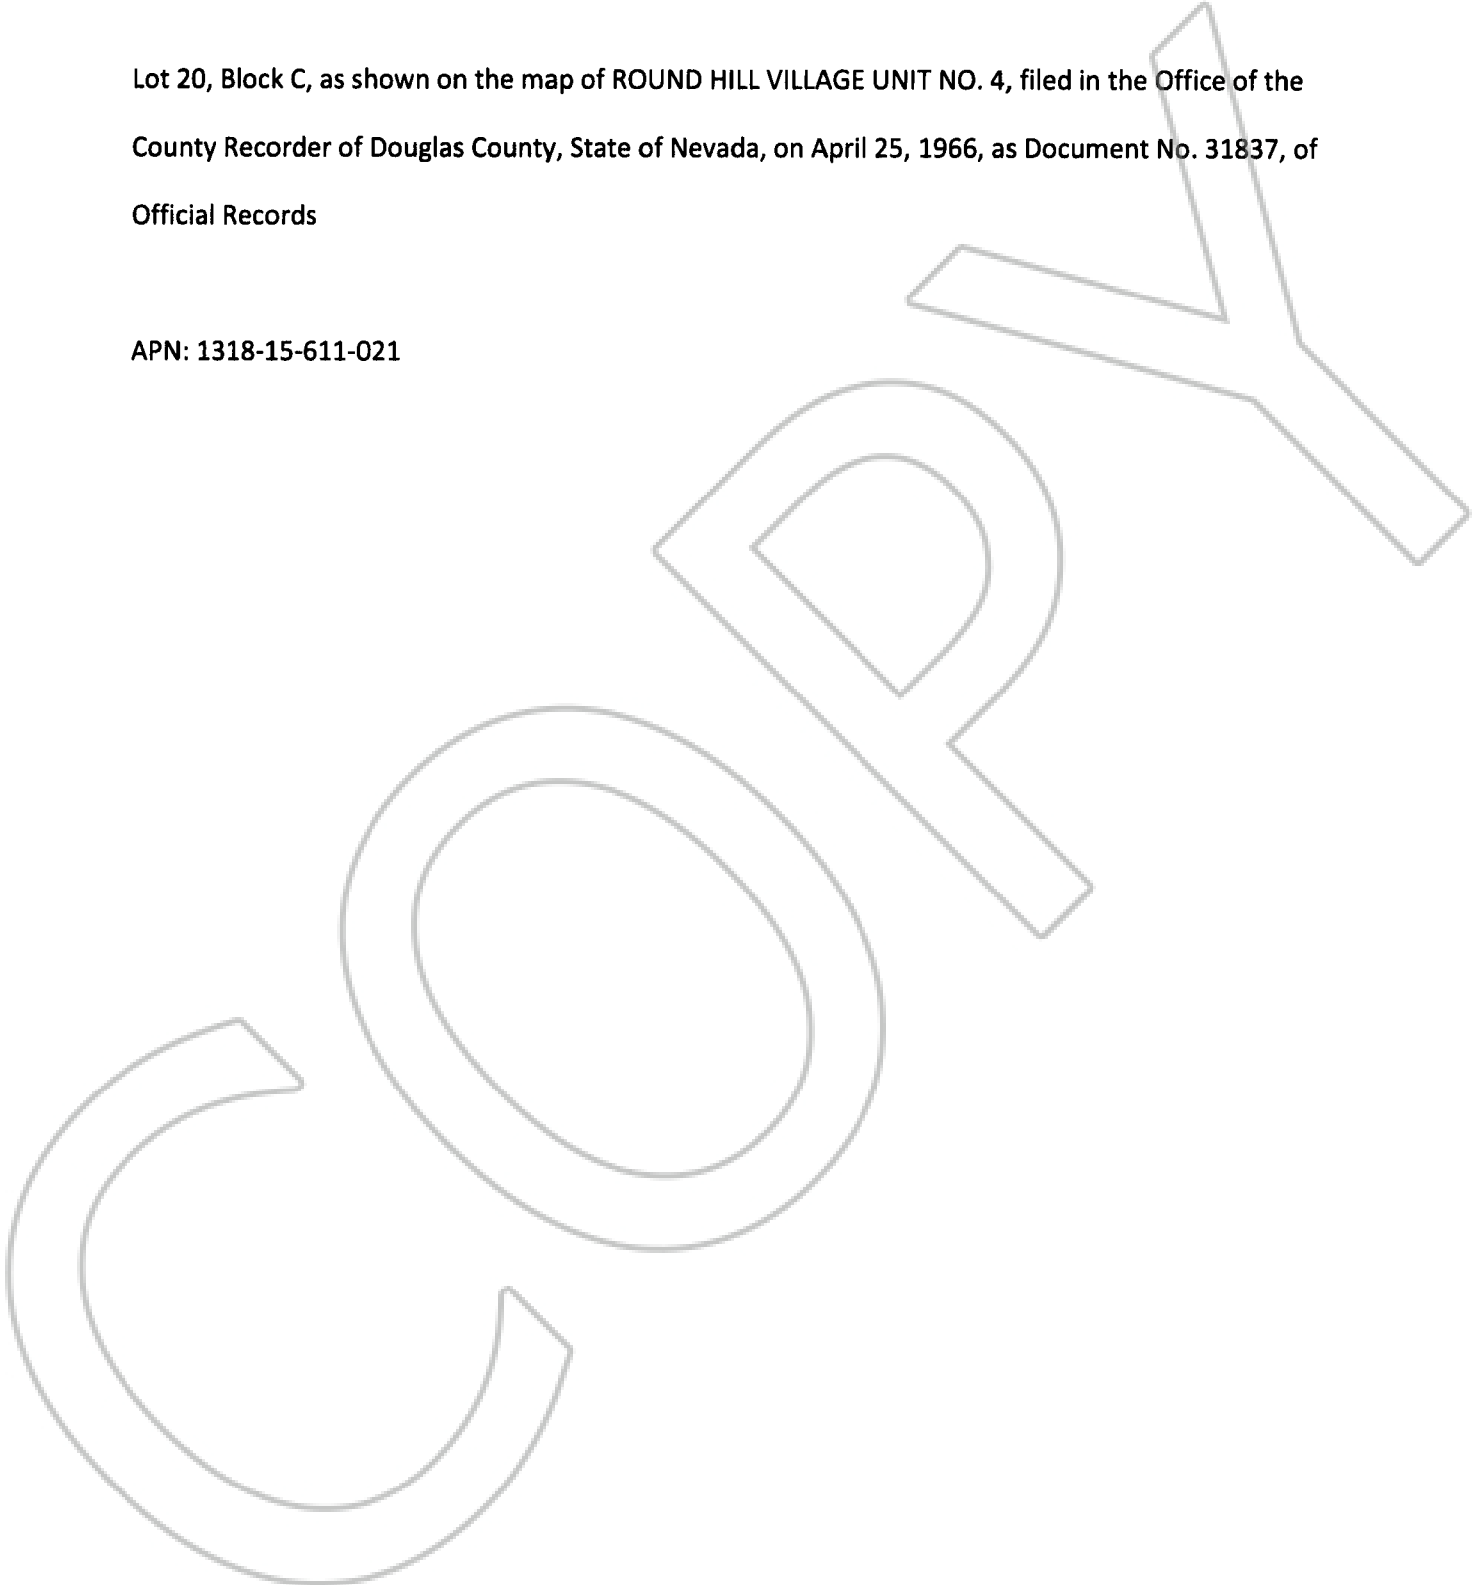 Lot 20, Block C, as shown on the map of ROUND HILL VILLAGE UNIT NO. 4, filed in the Office of the
County Recorder of Douglas County, State of Nevada, on April 25, 1966, as Document No. 31837, of
Official Records
APN: 1318-15-611-021
COPY